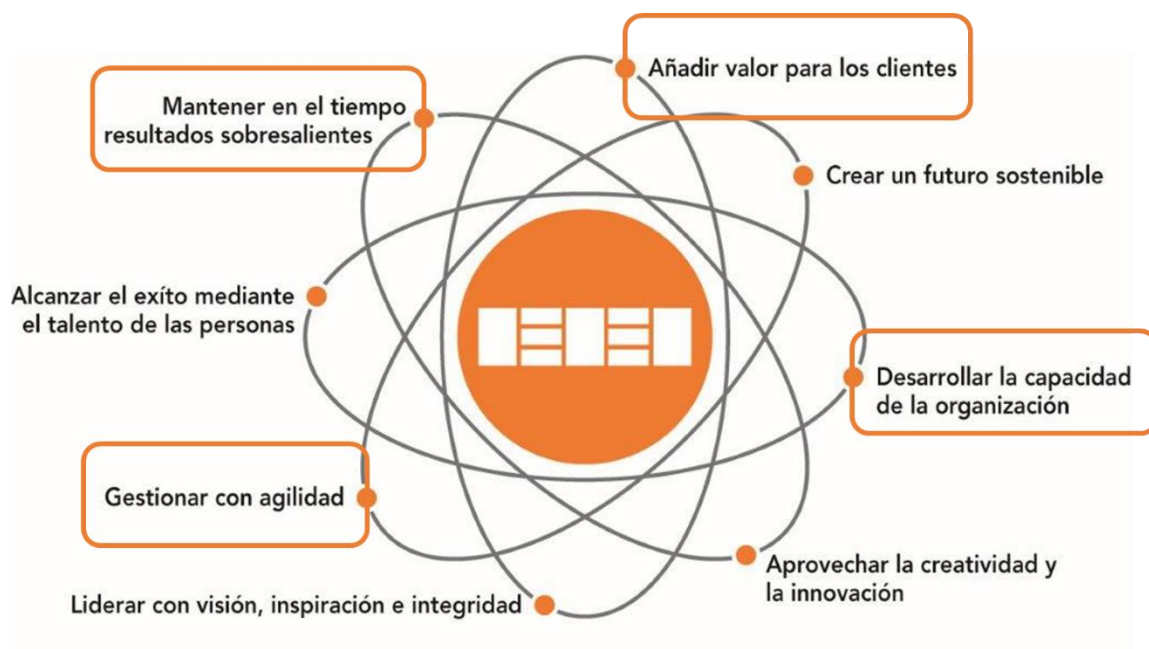 Añadir valor para los clientes
Mantener en el tiempo
resultados sobresalientes
Crear un futuro sostenible
Alcanzar el exíto mediante
el talento de las personas
Desarrollar la capacidad
de la organización
Gestionar con agilidad
Aprovechar la creatividad y
la innovación
Liderar con visión, inspiración e integridad